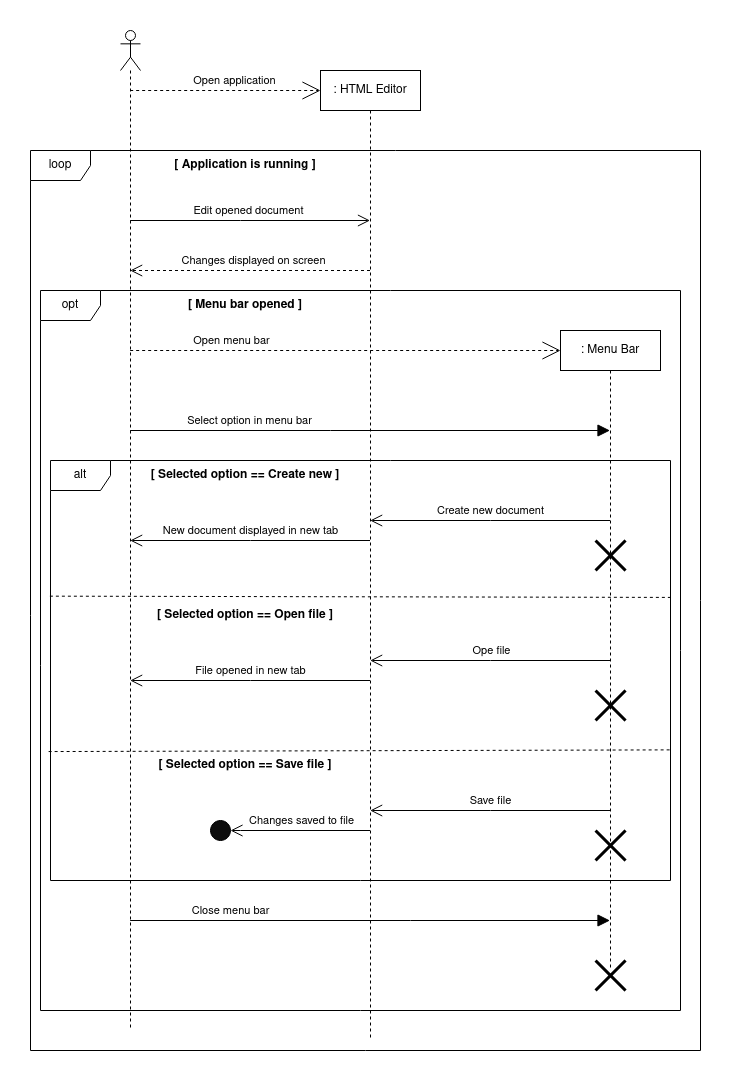 Open application
: HTML Editor
loop
[ Application is running ]
Edit opened document
Changes displayed on screen
opt
[ Menu bar opened ]
Open menu bar
: Menu Bar
Select option in menu bar
alt
[ Selected option == Create new ]
Create new document
New document displayed in new tab
[ Selected option == Open file ]
Ope file
File opened in new tab
[ Selected option == Save file ]
Save file
Changes saved to file
Close menu bar